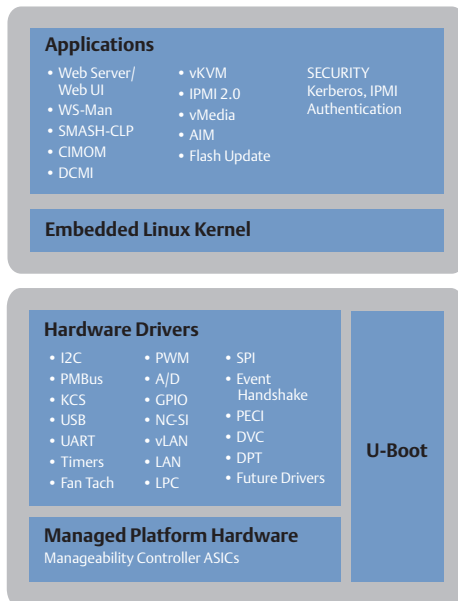 Applications
• Web Server/
Web UI
• WS-Man
• SMASH-CLP
• CIMOM
• DCMI
• vKVM
• IPMI 2.0
• vMedia
• AIM
• Flash Update
SECURITY
Kerberos, IPMI
Authentication
Embedded Linux Kernel
Hardware Drivers
• I2C
• PMBus
• KCS
• USB
• UART
• Timers
• Fan Tach
• PWM
• A/D
• GPIO
• NC-SI
• vLAN
• LAN
• LPC
• SPI
• Event
Handshake
• PECI
• DVC
• DPT
• Future Drivers
U-Boot
Managed Platform Hardware
Manageability Controller ASICs